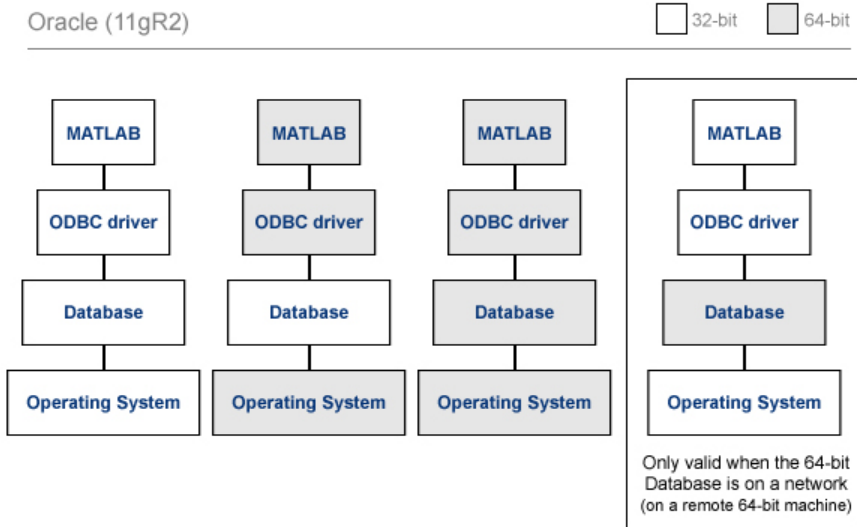 Oracle (11gR2)
32-bit
64-bit
MATLAB
ODBC driver
Database
Operating System
MATLAB
ODBC driver
Database
Operating System
MATLAB
ODBC driver
Database
Operating System
MATLAB
ODBC driver
Database
Operating System
Only valid when the 64-bit
Database is on a network
(on a remote 64-bit machine)